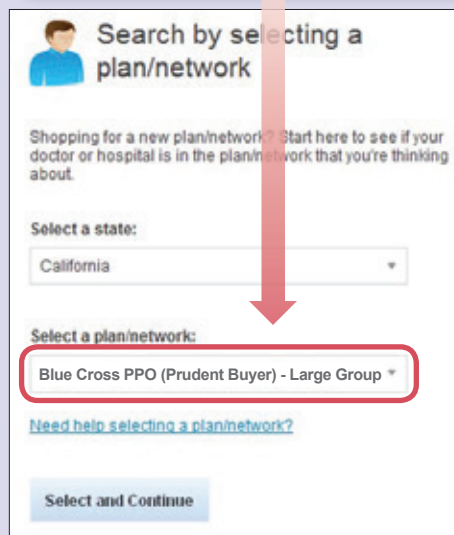 Search by selecting a
plan/network
Shopping for a new plan/network? Start here to see if your
doctor or hospital is in the plan/network that you're thinking
about.
Select a state:
California
Select a plan/network:
Blue Cross PPO (Prudent Buyer) - Large Group
Need help selecting a plan/network?
Select and Continue